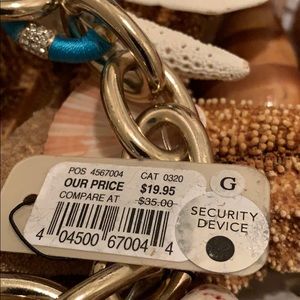 POS 4567004 CAT 0320
OUR PRICE $19.95
COMPARE AT $35.00
4 04500 67004 4
G
SECURITY
DEVICE